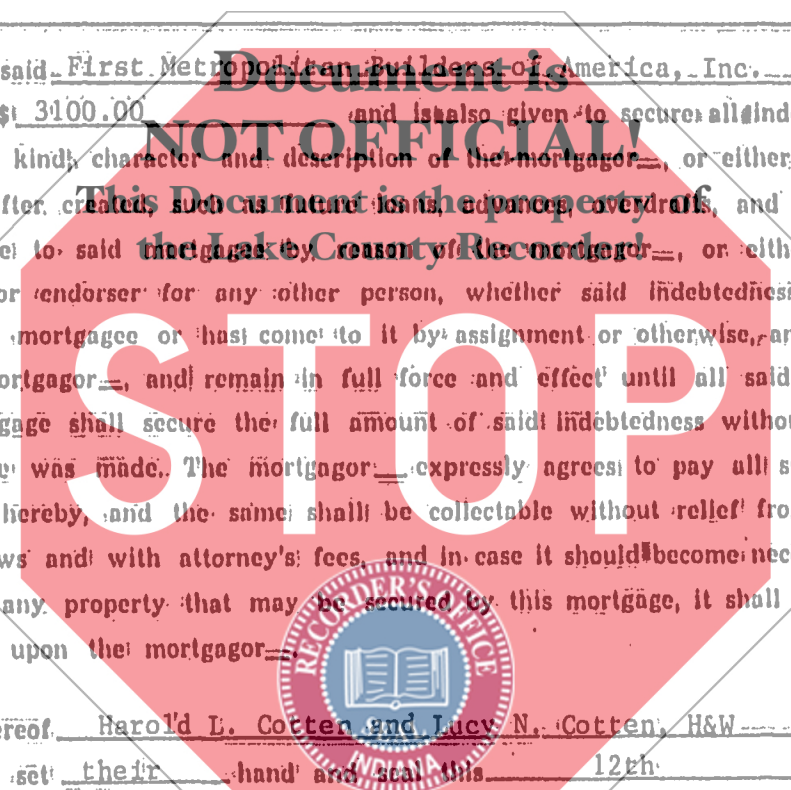 said First Metropolitan Builders of America, Inc.
Document is
$ 3100.00 and is also given to secure all ind
NOT OFFICIAL!
kind, character and description of the mortgagor, or either
This Document is the property of
fter created, such as future loans, advances, overdrafts, and
the Lake County Recorder!
e to said mortgagee by reason of the mortgagor, or eith
or endorser for any other person, whether said indebtednes
mortgagee or has come to it by assignment or otherwise, an
ortgagor, and remain in full force and effect until all said
STOP
gage shall secure the full amount of said indebtedness withou
e was made. The mortgagor expressly agrees to pay all s
hereby, and the same shall be collectable without relief fro
ws and with attorney's fees, and in case it should become nec
any property that may be secured by this mortgage, it shall
upon the mortgagor.
RECORDER'S OFFICE
ereof Harold L. Cotten and Lucy N. Cotten, H&W
set their hand and seal this 12th
INDIANA